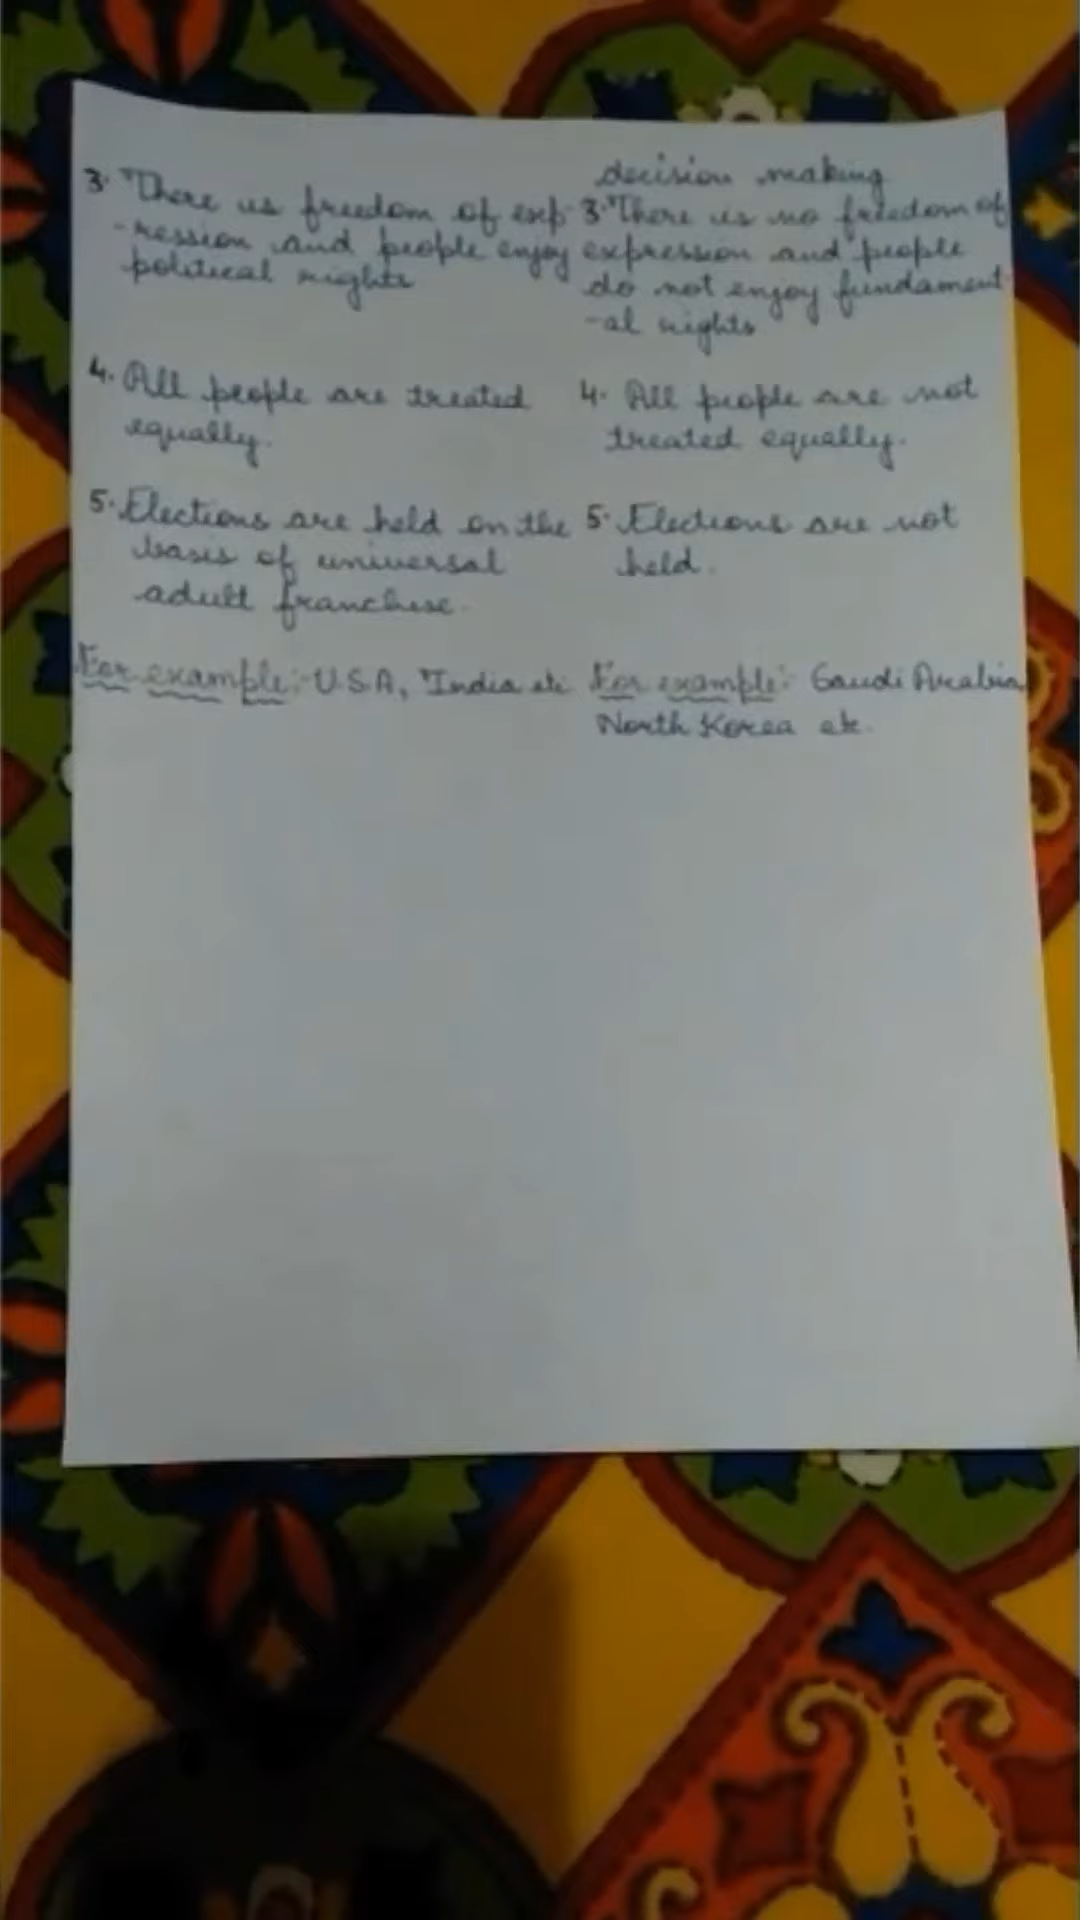 3. There is freedom of exp
-ression and people enjoy
political rights
4. All people are treated
equally.
5. Elections are held on the
basis of universal
adult franchise.
For example:- U.S.A, India etc
decision making
3. There is no freedom of
expression and people
do not enjoy fundament
-al rights
4. All people are not
treated equally.
5. Elections are not
held.
For example:- Saudi Arabia,
North Korea etc.